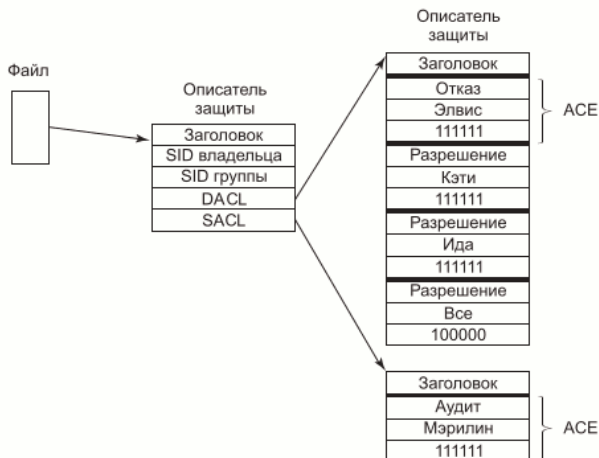 Файл
Описатель
защиты
Заголовок
SID владельца
SID группы
DACL
SACL
Описатель
защиты
Заголовок
Отказ
Элвис
111111
ACE
Разрешение
Кэти
111111
Разрешение
Ида
111111
Разрешение
Все
100000
Заголовок
Аудит
Мэрилин
111111
ACE